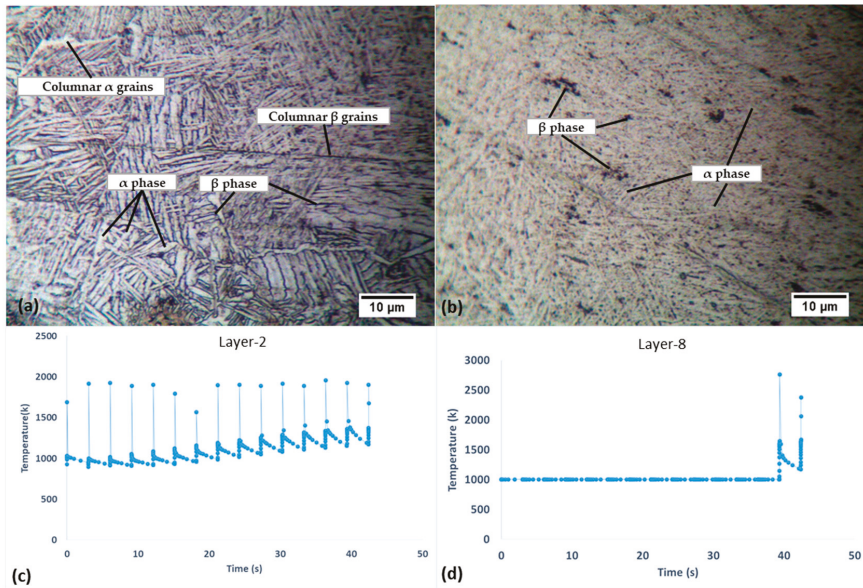 Columnar α grains
Columnar β grains
α phase
β phase
(a)
10 μm
β phase
α phase
(b)
10 μm
Layer-2
2500
2000
1500
1000
500
0
Temperature(k)
0
10
20
30
40
50
Time (s)
(c)
Layer-8
3000
2500
2000
1500
1000
500
0
Temperature (k)
0
10
20
30
40
50
Time (s)
(d)